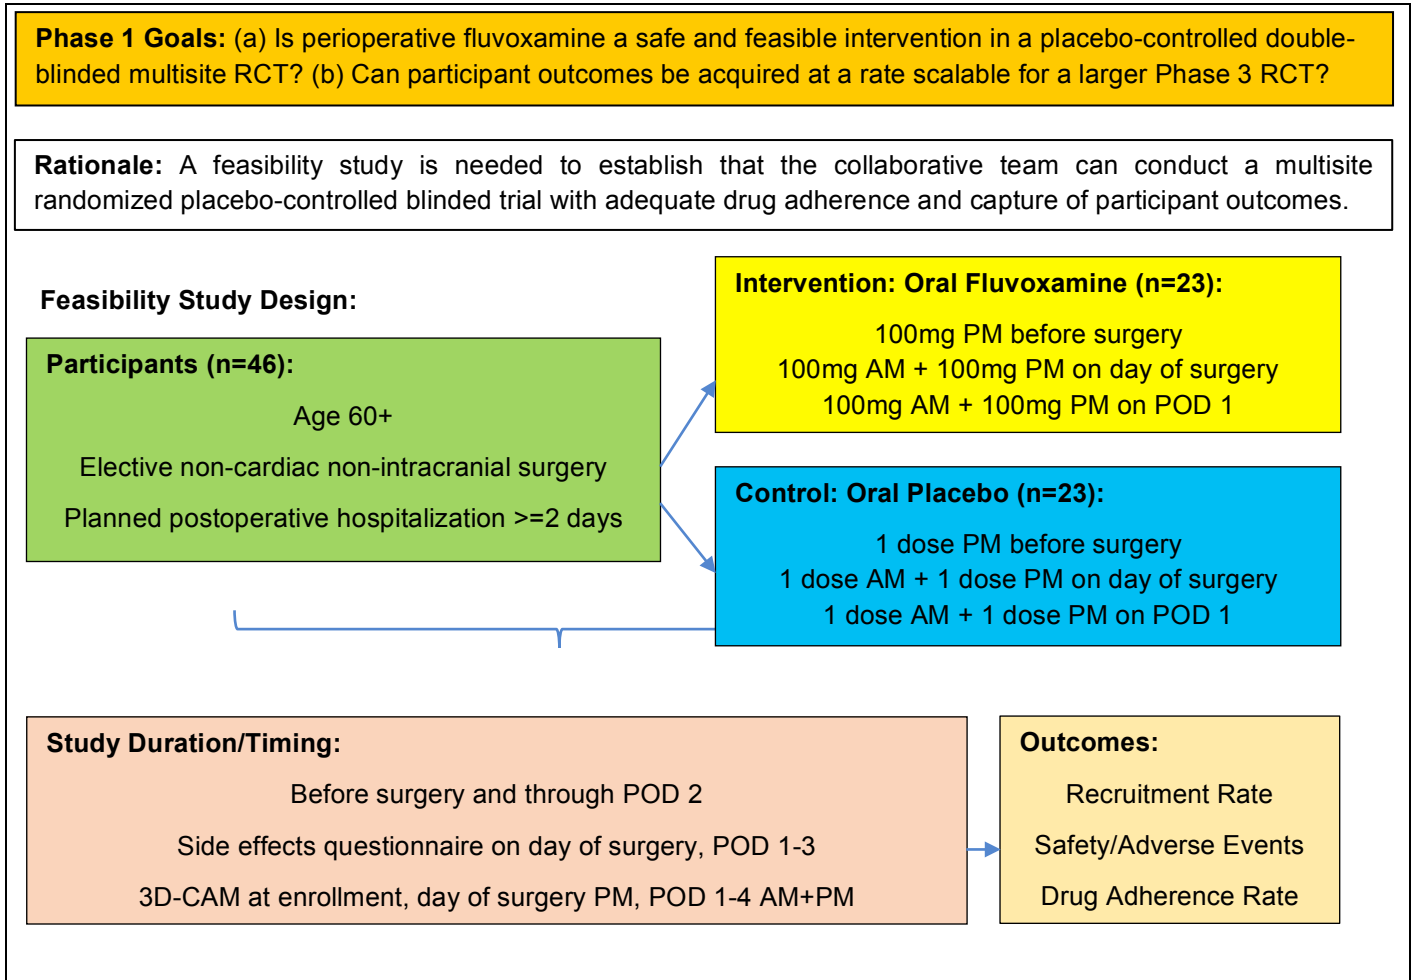 Phase 1 Goals: (a) Is perioperative fluvoxamine a safe and feasible intervention in a placebo-controlled double-
blinded multisite RCT? (b) Can participant outcomes be acquired at a rate scalable for a larger Phase 3 RCT?
Rationale: A feasibility study is needed to establish that the collaborative team can conduct a multisite
randomized placebo-controlled blinded trial with adequate drug adherence and capture of participant outcomes.
Feasibility Study Design:
Participants (n=46):
Age 60+
Elective non-cardiac non-intracranial surgery
Planned postoperative hospitalization >=2 days
Intervention: Oral Fluvoxamine (n=23):
100mg PM before surgery
100mg AM + 100mg PM on day of surgery
100mg AM + 100mg PM on POD 1
Control: Oral Placebo (n=23):
1 dose PM before surgery
1 dose AM + 1 dose PM on day of surgery
1 dose AM + 1 dose PM on POD 1
Study Duration/Timing:
Before surgery and through POD 2
Side effects questionnaire on day of surgery, POD 1-3
3D-CAM at enrollment, day of surgery PM, POD 1-4 AM+PM
Outcomes:
Recruitment Rate
Safety/Adverse Events
Drug Adherence Rate